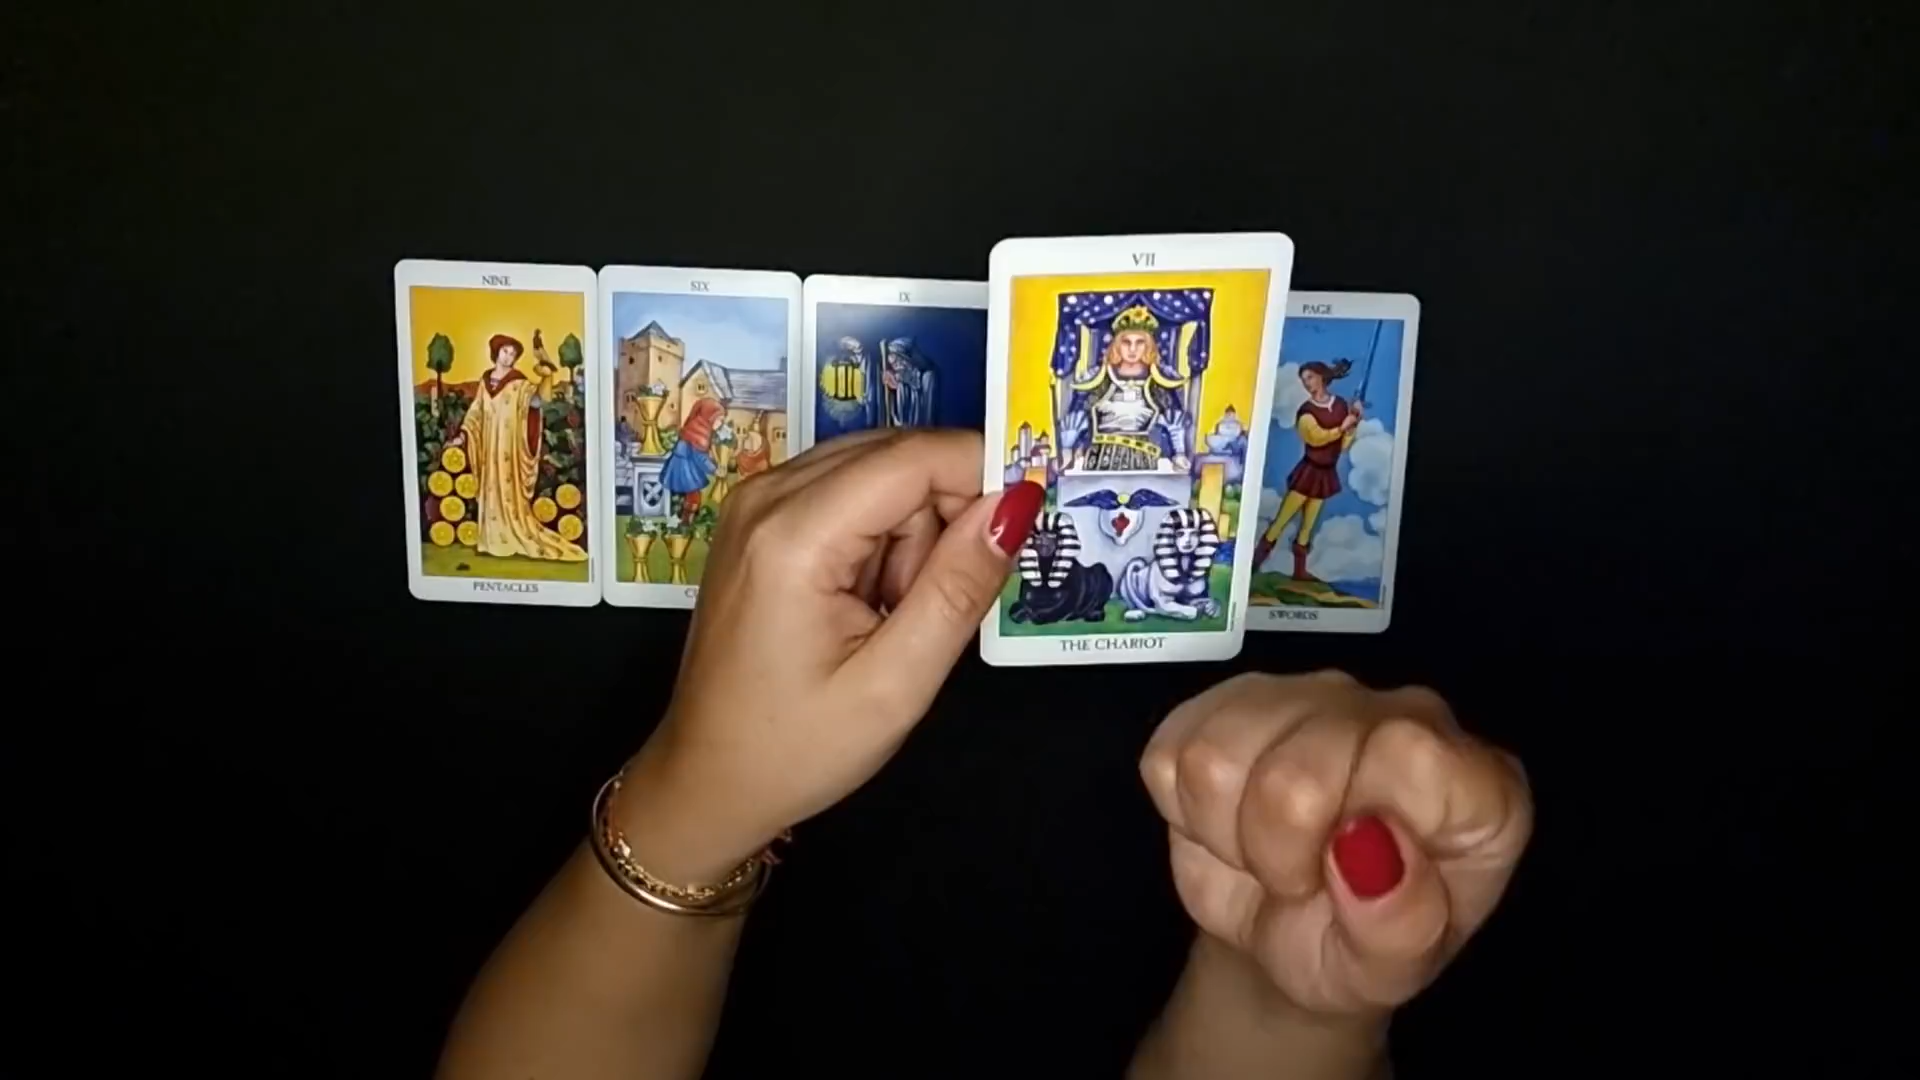 NINE
PENTACLES
SIX
IX
VII
THE CHARIOT
PAGE
SWORDS